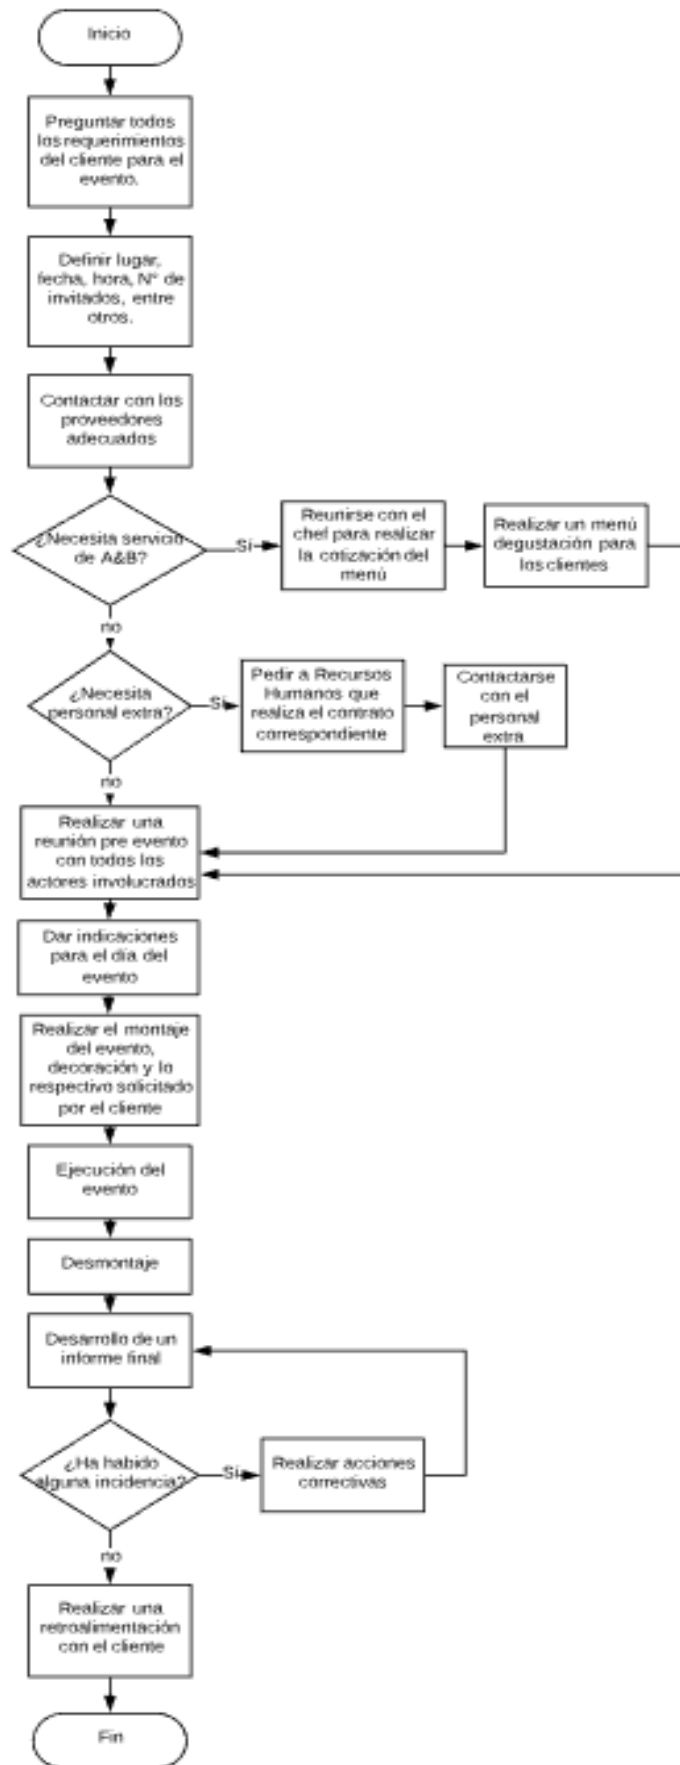 Inicio
Preguntar todos
los requerimientos
del cliente para el
evento.
Definir lugar,
fecha, hora, N° de
invitados, entre
otros.
Contactar con los
proveedores
adecuados
¿Necesita servicio
de A&B?
Sí
Reunirse con el
chef para realizar
la cotización del
menú
Realizar un menú
degustación para
los clientes
no
¿Necesita
personal extra?
Sí
Pedir a Recursos
Humanos que
realiza el contrato
correspondiente
Contactarse
con el
personal
extra
no
Realizar una
reunión pre evento
con todos los
actores involucrados
Dar indicaciones
para el día del
evento
Realizar el montaje
del evento,
decoración y lo
respectivo solicitado
por el cliente
Ejecución del
evento
Desmontaje
Desarrollo de un
informe final
¿Ha habido
alguna incidencia?
Sí
Realizar acciones
correctivas
no
Realizar una
retroalimentación
con el cliente
Fin